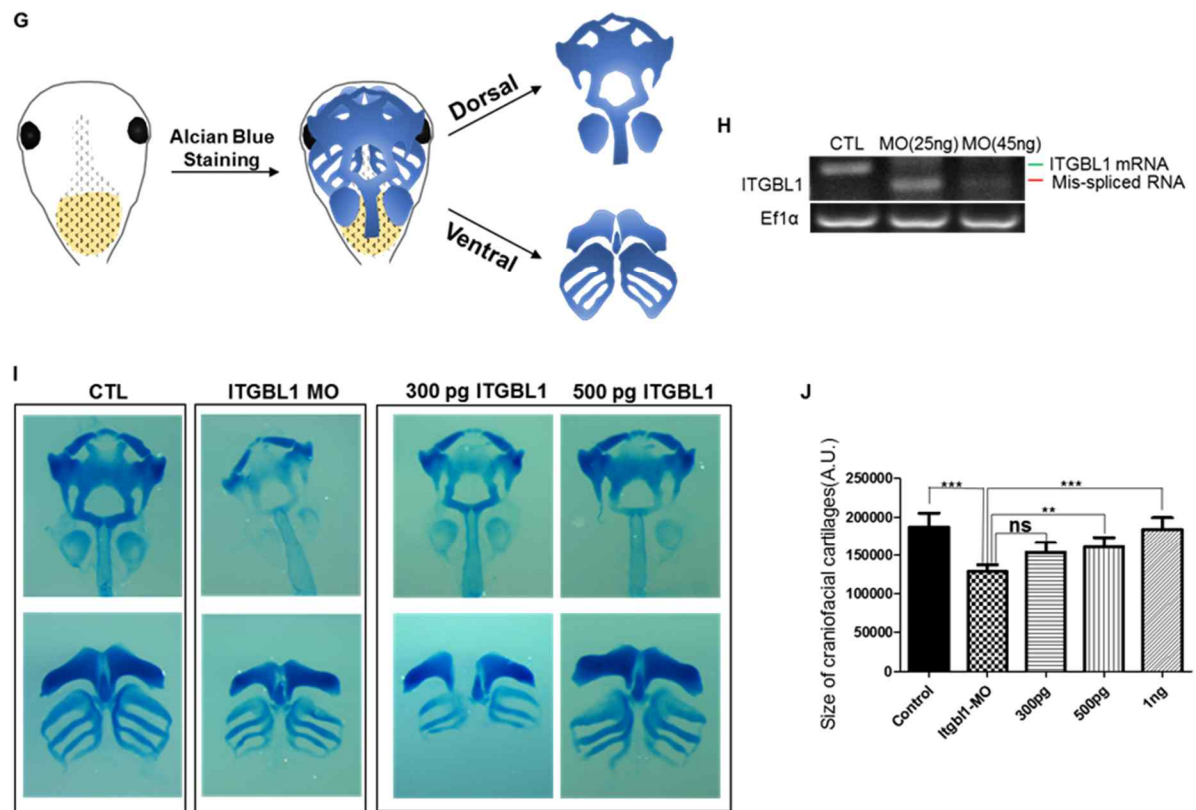 G
Alcian Blue
Staining
Dorsal
Ventral
H
CTL MO(25ng) MO(45ng)
ITGBL1
ITGBL1 mRNA
Mis-spliced RNA
Ef1α
I
CTL
ITGBL1 MO
300 pg ITGBL1
500 pg ITGBL1
J
Size of craniofacial cartilages(A.U.)
250000
200000
150000
100000
50000
0
***
***
**
ns
Control
Itgbl1-MO
300pg
500pg
1ng